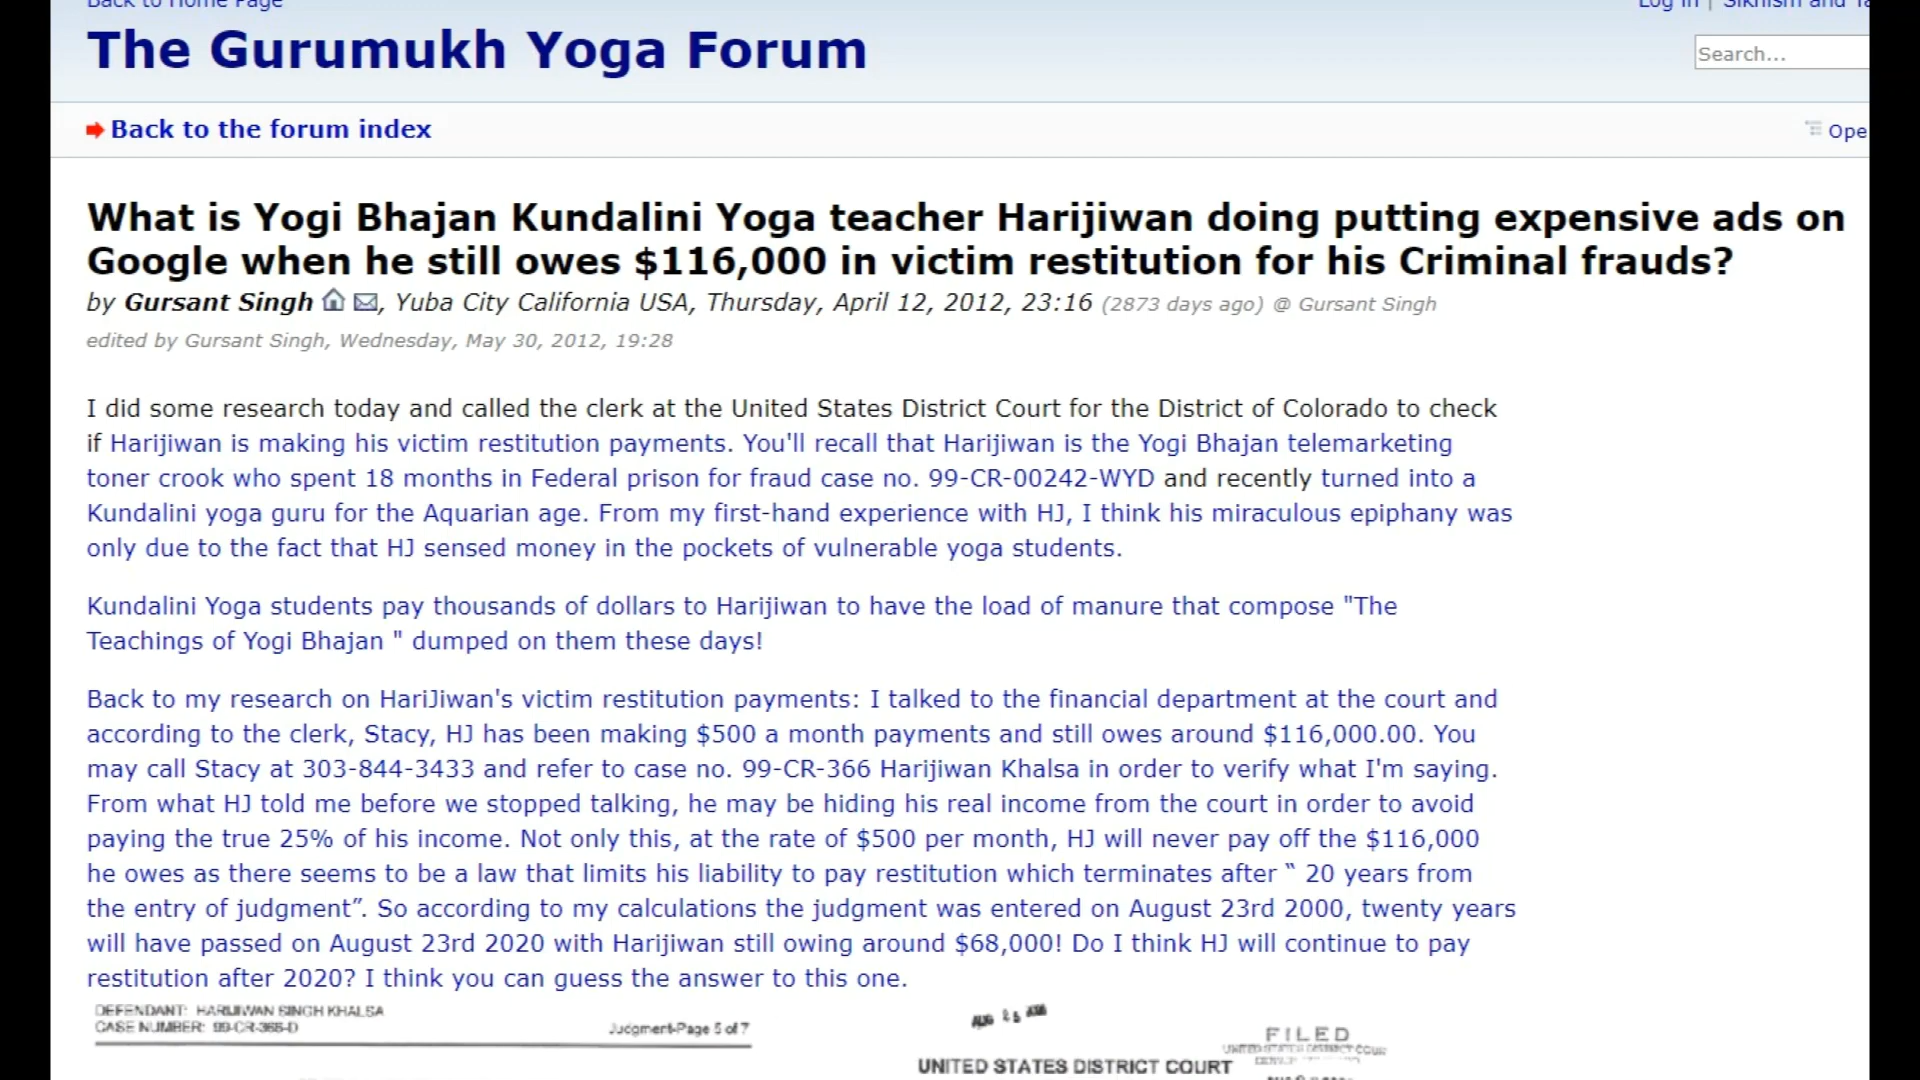 Back to Home Page
Log in | Sikhism and Ta
The Gurumukh Yoga Forum
Search...
Back to the forum index
Ope
What is Yogi Bhajan Kundalini Yoga teacher Harijiwan doing putting expensive ads on
Google when he still owes $116,000 in victim restitution for his Criminal frauds?
by Gursant Singh, Yuba City California USA, Thursday, April 12, 2012, 23:16 (2873 days ago) @ Gursant Singh
edited by Gursant Singh, Wednesday, May 30, 2012, 19:28
I did some research today and called the clerk at the United States District Court for the District of Colorado to check
if Harijiwan is making his victim restitution payments. You'll recall that Harijiwan is the Yogi Bhajan telemarketing
toner crook who spent 18 months in Federal prison for fraud case no. 99-CR-00242-WYD and recently turned into a
Kundalini yoga guru for the Aquarian age. From my first-hand experience with HJ, I think his miraculous epiphany was
only due to the fact that HJ sensed money in the pockets of vulnerable yoga students.
Kundalini Yoga students pay thousands of dollars to Harijiwan to have the load of manure that compose "The
Teachings of Yogi Bhajan " dumped on them these days!
Back to my research on HariJiwan's victim restitution payments: I talked to the financial department at the court and
according to the clerk, Stacy, HJ has been making $500 a month payments and still owes around $116,000.00. You
may call Stacy at 303-844-3433 and refer to case no. 99-CR-366 Harijiwan Khalsa in order to verify what I'm saying.
From what HJ told me before we stopped talking, he may be hiding his real income from the court in order to avoid
paying the true 25% of his income. Not only this, at the rate of $500 per month, HJ will never pay off the $116,000
he owes as there seems to be a law that limits his liability to pay restitution which terminates after “ 20 years from
the entry of judgment”. So according to my calculations the judgment was entered on August 23rd 2000, twenty years
will have passed on August 23rd 2020 with Harijiwan still owing around $68,000! Do I think HJ will continue to pay
restitution after 2020? I think you can guess the answer to this one.
DEFENDANT: HARIJIWAN SINGH KHALSA
CASE NUMBER: 99-CR-366-D
Judgment-Page 5 of 7
FILED
UNITED STATES DISTRICT COURT
UNITED STATES DISTRICT COURT